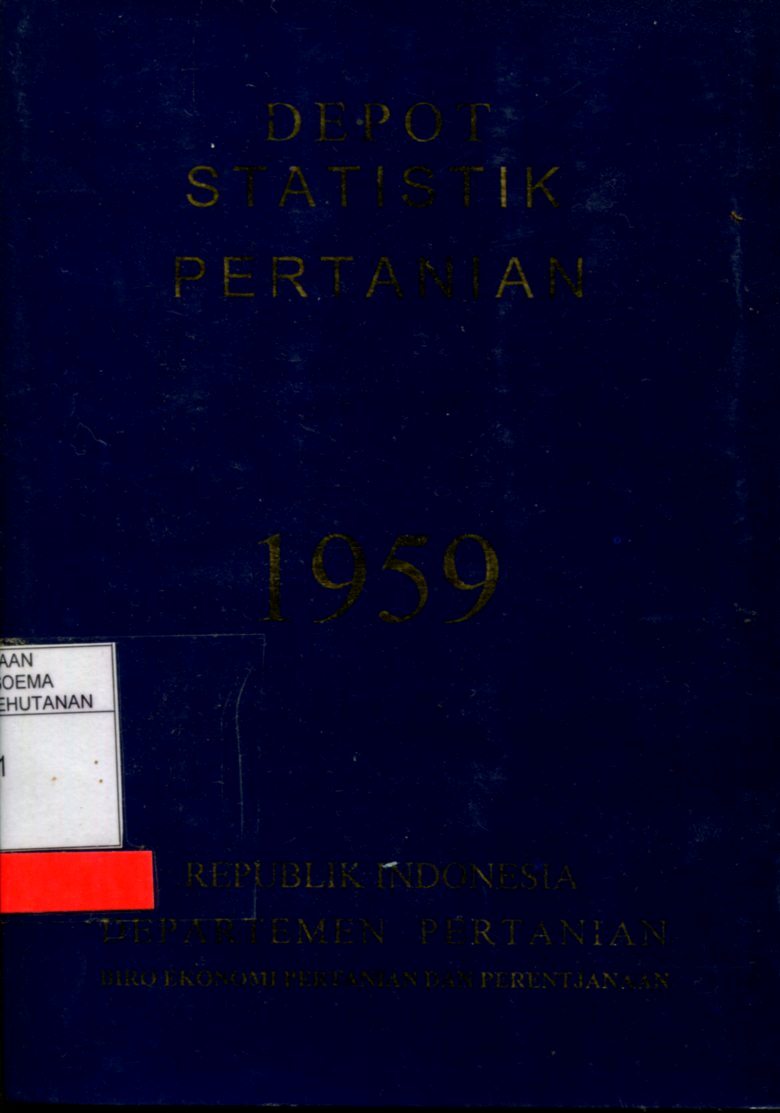 DEPOT
STATISTIK
PERTANIAN
1959
AAN
OEMA
EHUTANAN
1
REPUBLIK INDONESIA
DEPARTEMEN PERTANIAN
BIRO EKONOMI PERTANIAN DAN PERENTJANAAN